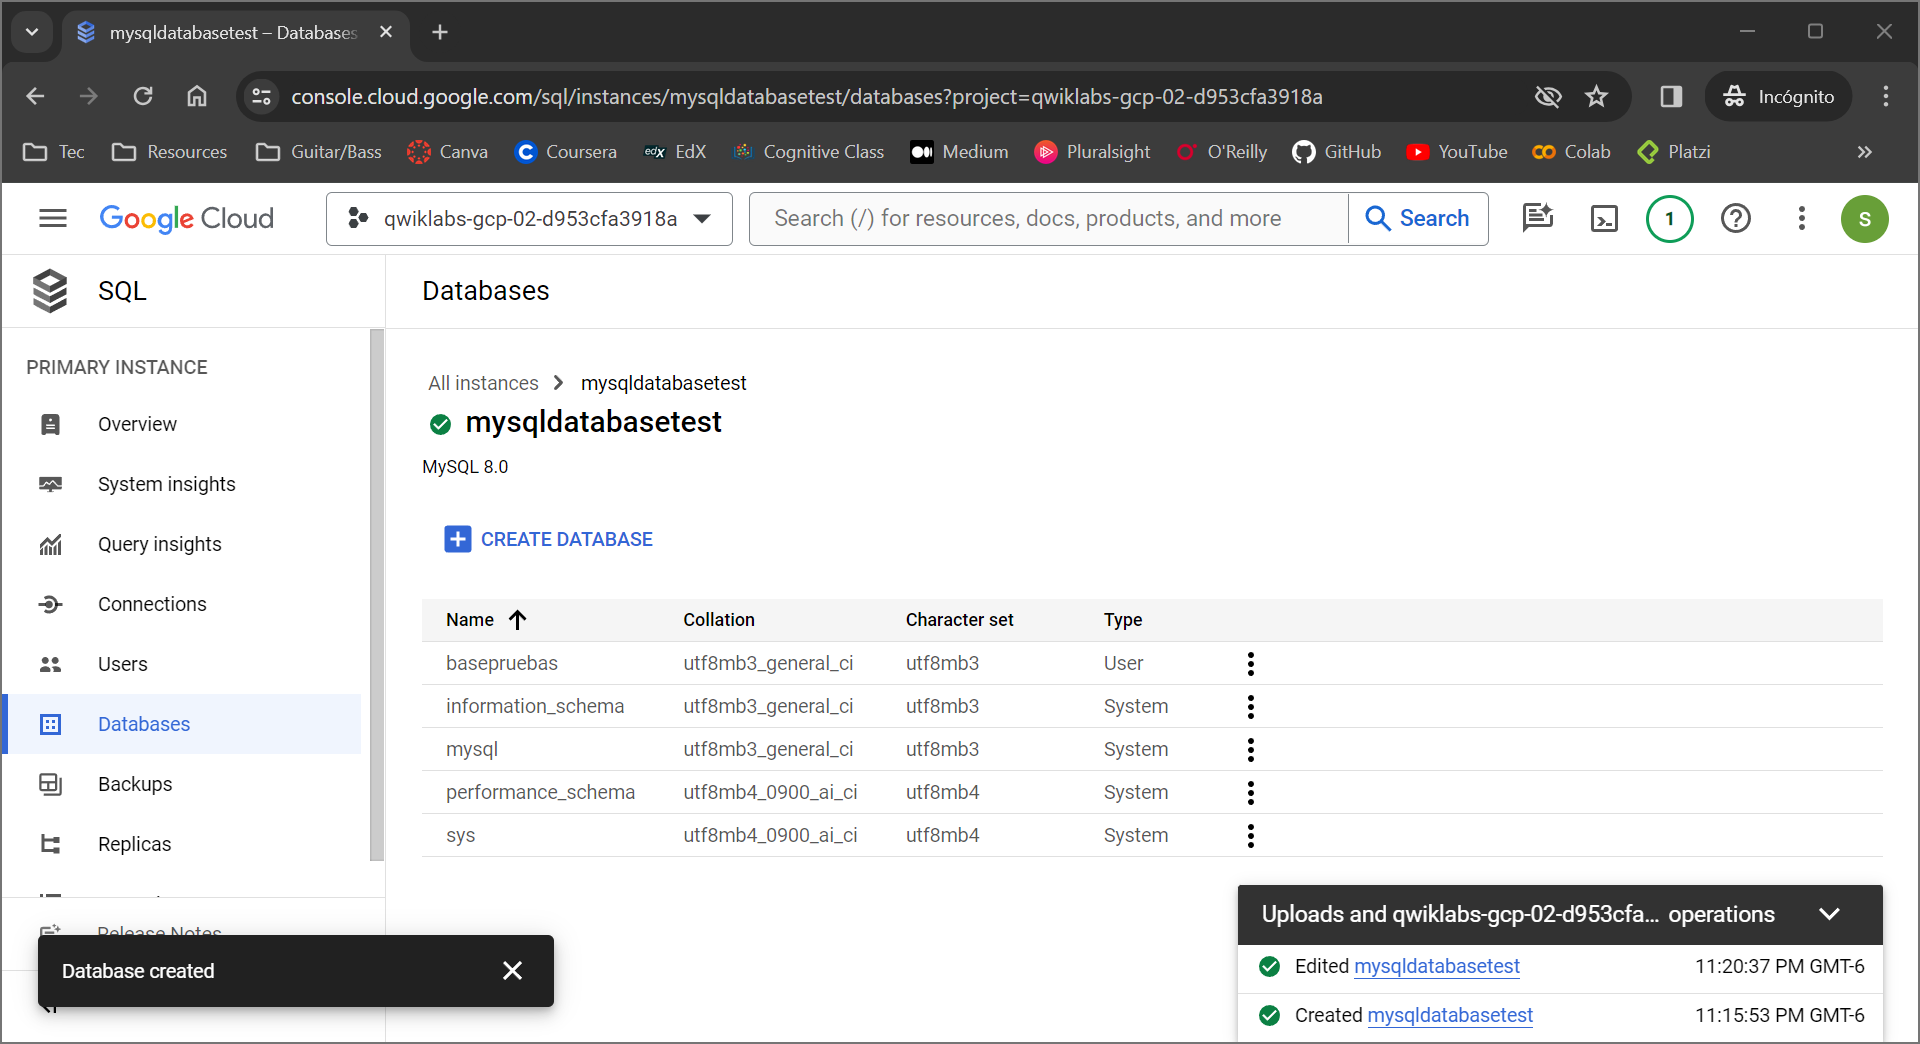 mysqldatabasetest – Databases
console.cloud.google.com/sql/instances/mysqldatabasetest/databases?project=qwiklabs-gcp-02-d953cfa3918a
Incógnito
Tec
Resources
Guitar/Bass
Canva
Coursera
edX EdX
Cognitive Class
Medium
Pluralsight
O'Reilly
GitHub
YouTube
Colab
Platzi
Google Cloud
qwiklabs-gcp-02-d953cfa3918a
Search (/) for resources, docs, products, and more
Search
1
S
SQL
Databases
PRIMARY INSTANCE
Overview
System insights
Query insights
Connections
Users
Databases
Backups
Replicas
Release Notes
All instances
mysqldatabasetest
mysqldatabasetest
MySQL 8.0
CREATE DATABASE
Name Collation Character set Type
basepruebas utf8mb3_general_ci utf8mb3 User
information_schema utf8mb3_general_ci utf8mb3 System
mysql utf8mb3_general_ci utf8mb3 System
performance_schema utf8mb4_0900_ai_ci utf8mb4 System
sys utf8mb4_0900_ai_ci utf8mb4 System
Database created
Uploads and qwiklabs-gcp-02-d953cfa... operations
Edited mysqldatabasetest 11:20:37 PM GMT-6
Created mysqldatabasetest 11:15:53 PM GMT-6